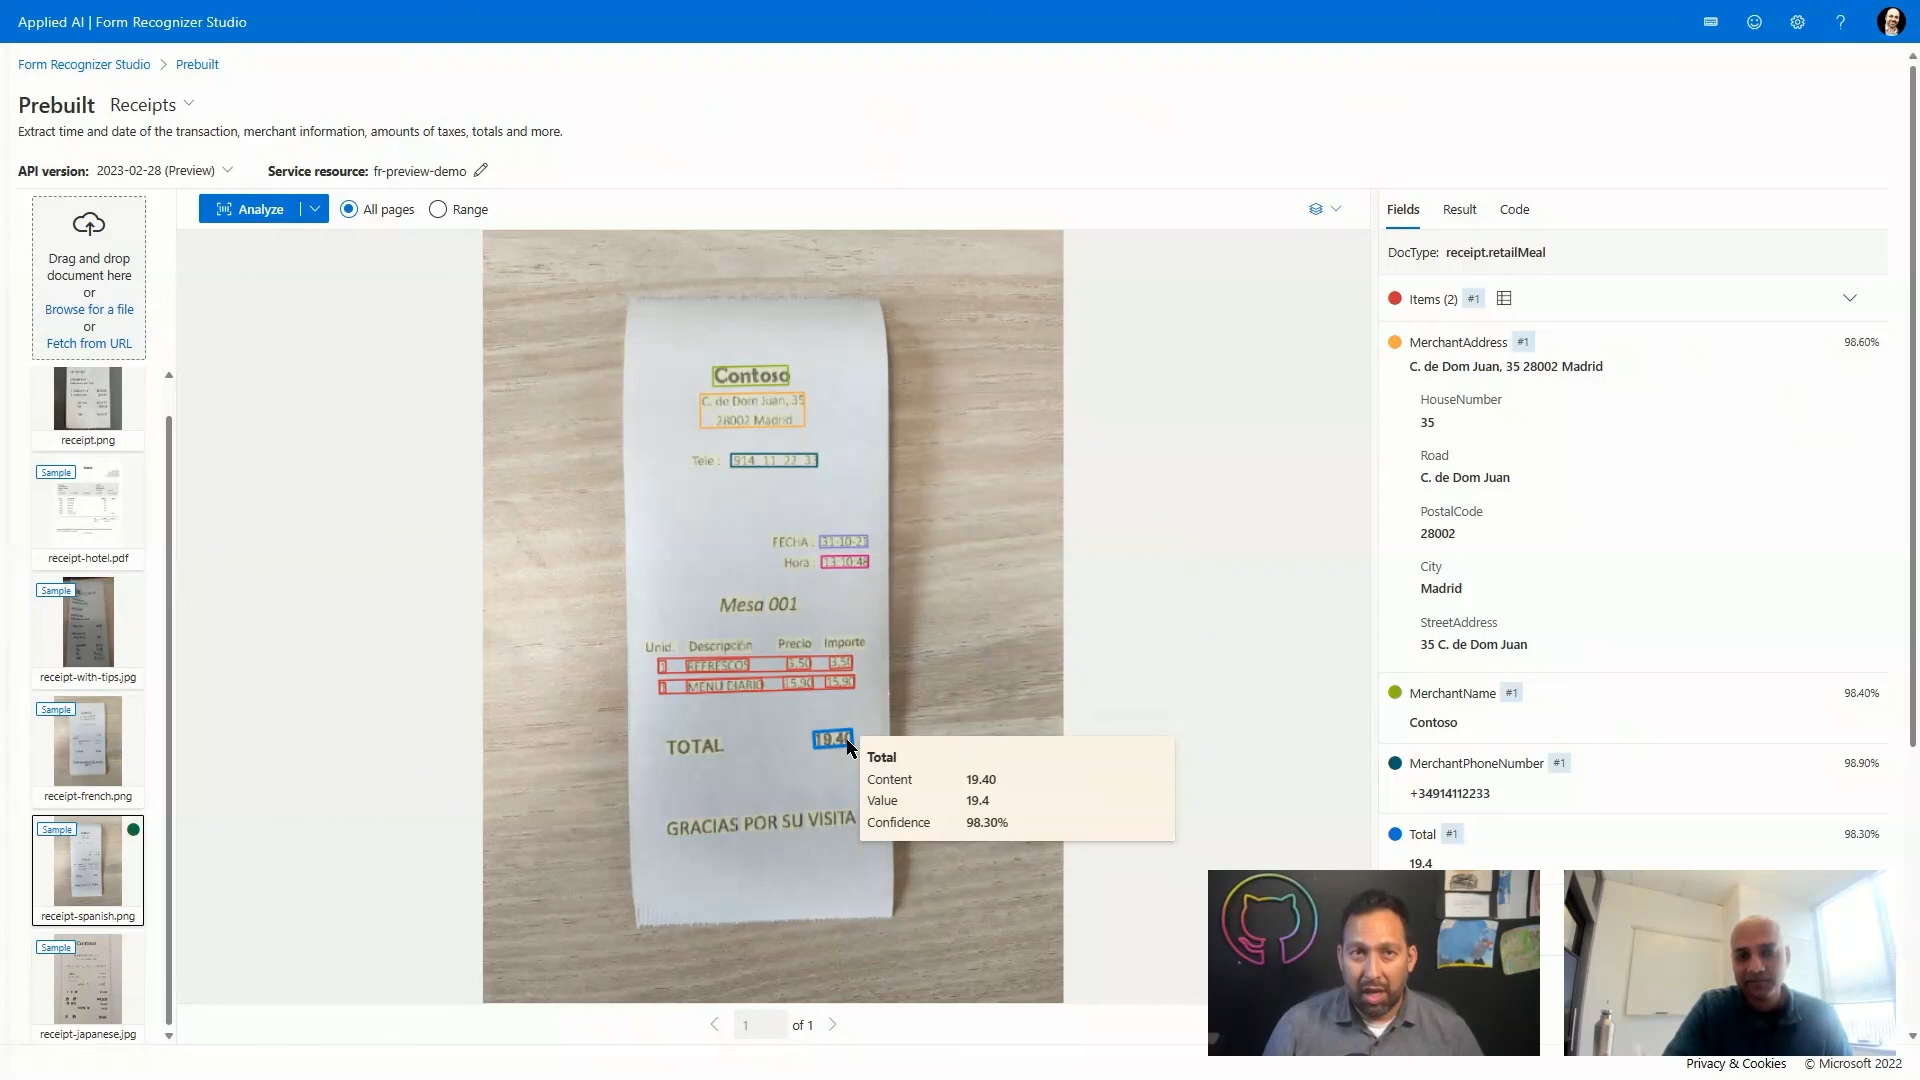 Applied AI | Form Recognizer Studio
Form Recognizer Studio > Prebuilt
Prebuilt Receipts
Extract time and date of the transaction, merchant information, amounts of taxes, totals and more.
API version: 2023-02-28 (Preview) Service resource: fr-preview-demo
Drag and drop
document here
or
Browse for a file
or
Fetch from URL
receipt.png
Sample
receipt-hotel.pdf
Sample
receipt-with-tips.jpg
Sample
receipt-french.png
Sample
receipt-spanish.png
Sample
Contoso
receipt-japanese.jpg
Analyze All pages Range
Contoso
C. de Dom Juan, 35
28002 Madrid
Tele : 914 11 22 33
FECHA : 31-10-21
Hora : 13:10:48
Mesa 001
Unid. Descripción Precio Importe
1 REFRESCOS 3.50 3.50
1 MENU DIARIO 15.90 15.90
TOTAL 19.40
GRACIAS POR SU VISITA
Total
Content 19.40
Value 19.4
Confidence 98.30%
1 of 1
Fields Result Code
DocType: receipt.retailMeal
Items (2) #1
MerchantAddress #1 98.60%
C. de Dom Juan, 35 28002 Madrid
HouseNumber
35
Road
C. de Dom Juan
PostalCode
28002
City
Madrid
StreetAddress
35 C. de Dom Juan
MerchantName #1 98.40%
Contoso
MerchantPhoneNumber #1 98.90%
+34914112233
Total #1 98.30%
19.4
Privacy & Cookies © Microsoft 2022